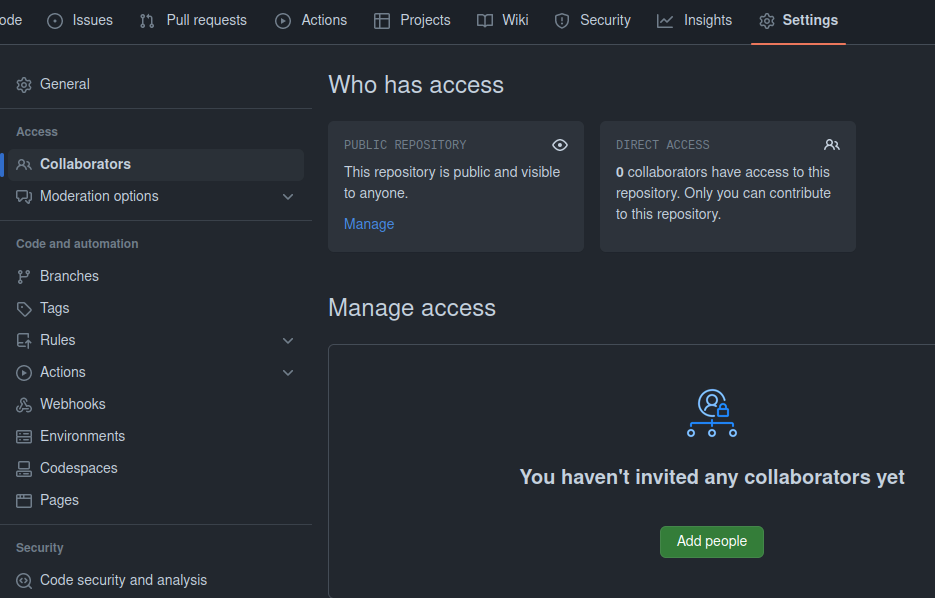 ode Issues Pull requests Actions Projects Wiki Security Insights Settings
General
Access
Collaborators
Moderation options
Code and automation
Branches
Tags
Rules
Actions
Webhooks
Environments
Codespaces
Pages
Security
Code security and analysis
Who has access
PUBLIC REPOSITORY
This repository is public and visible
to anyone.
Manage
DIRECT ACCESS
0 collaborators have access to this
repository. Only you can contribute
to this repository.
Manage access
You haven't invited any collaborators yet
Add people